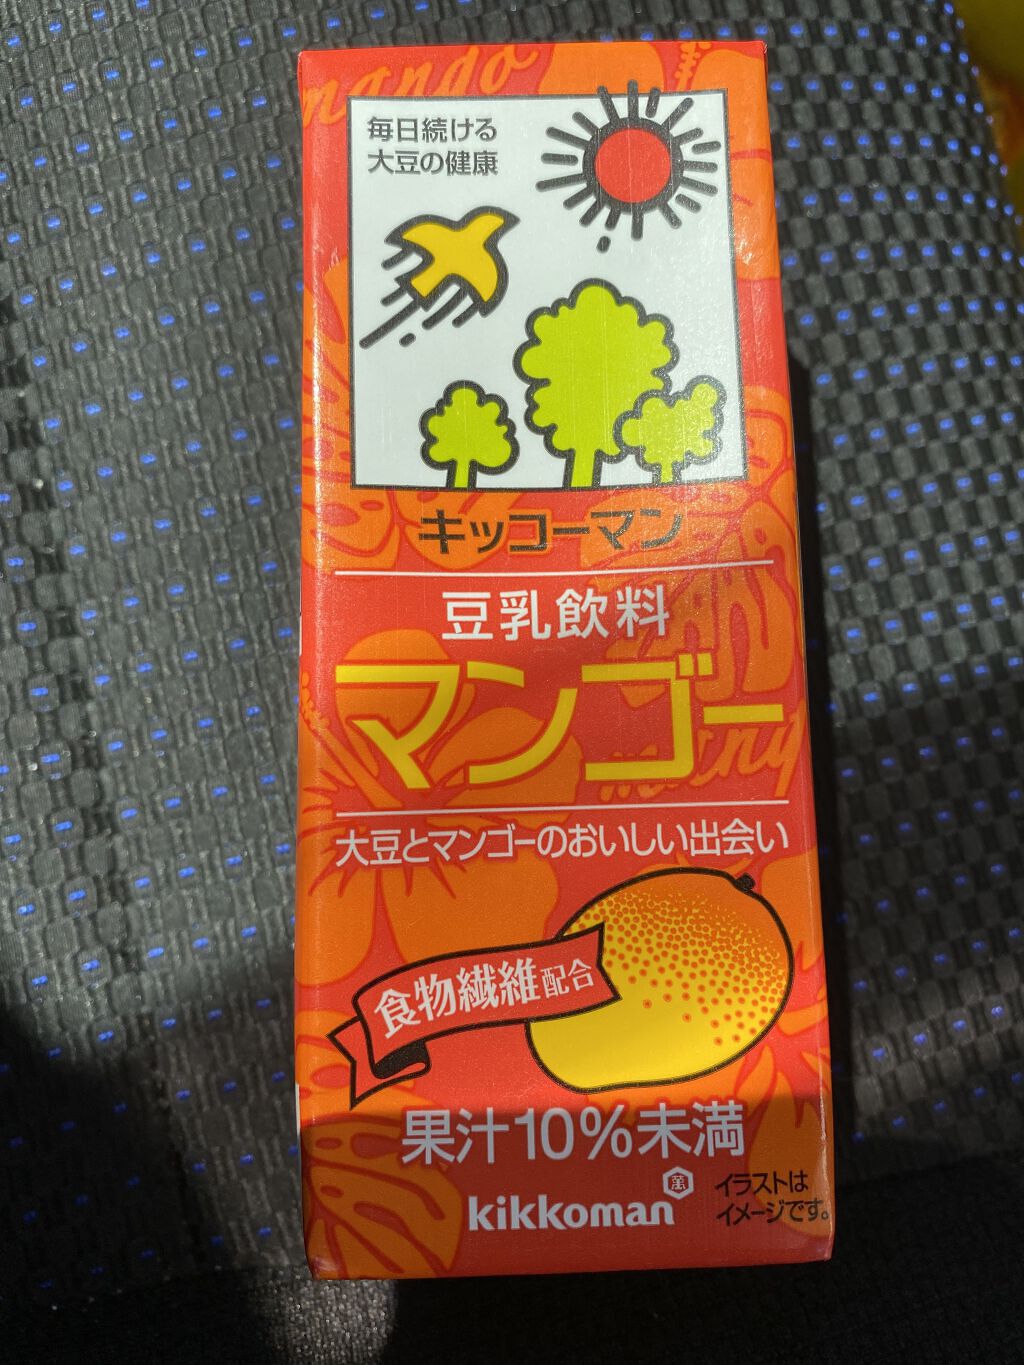 mango
毎日続ける
大豆の健康
キッコーマン
豆乳飲料
マンゴー
大豆とマンゴーのおいしい出会い
食物繊維配合
果汁10%未満
kikkoman
イラストは
イメージです。